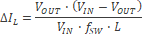 ΔI_L = V_OUT · (V_IN − V_OUT) / V_IN · f_SW · L